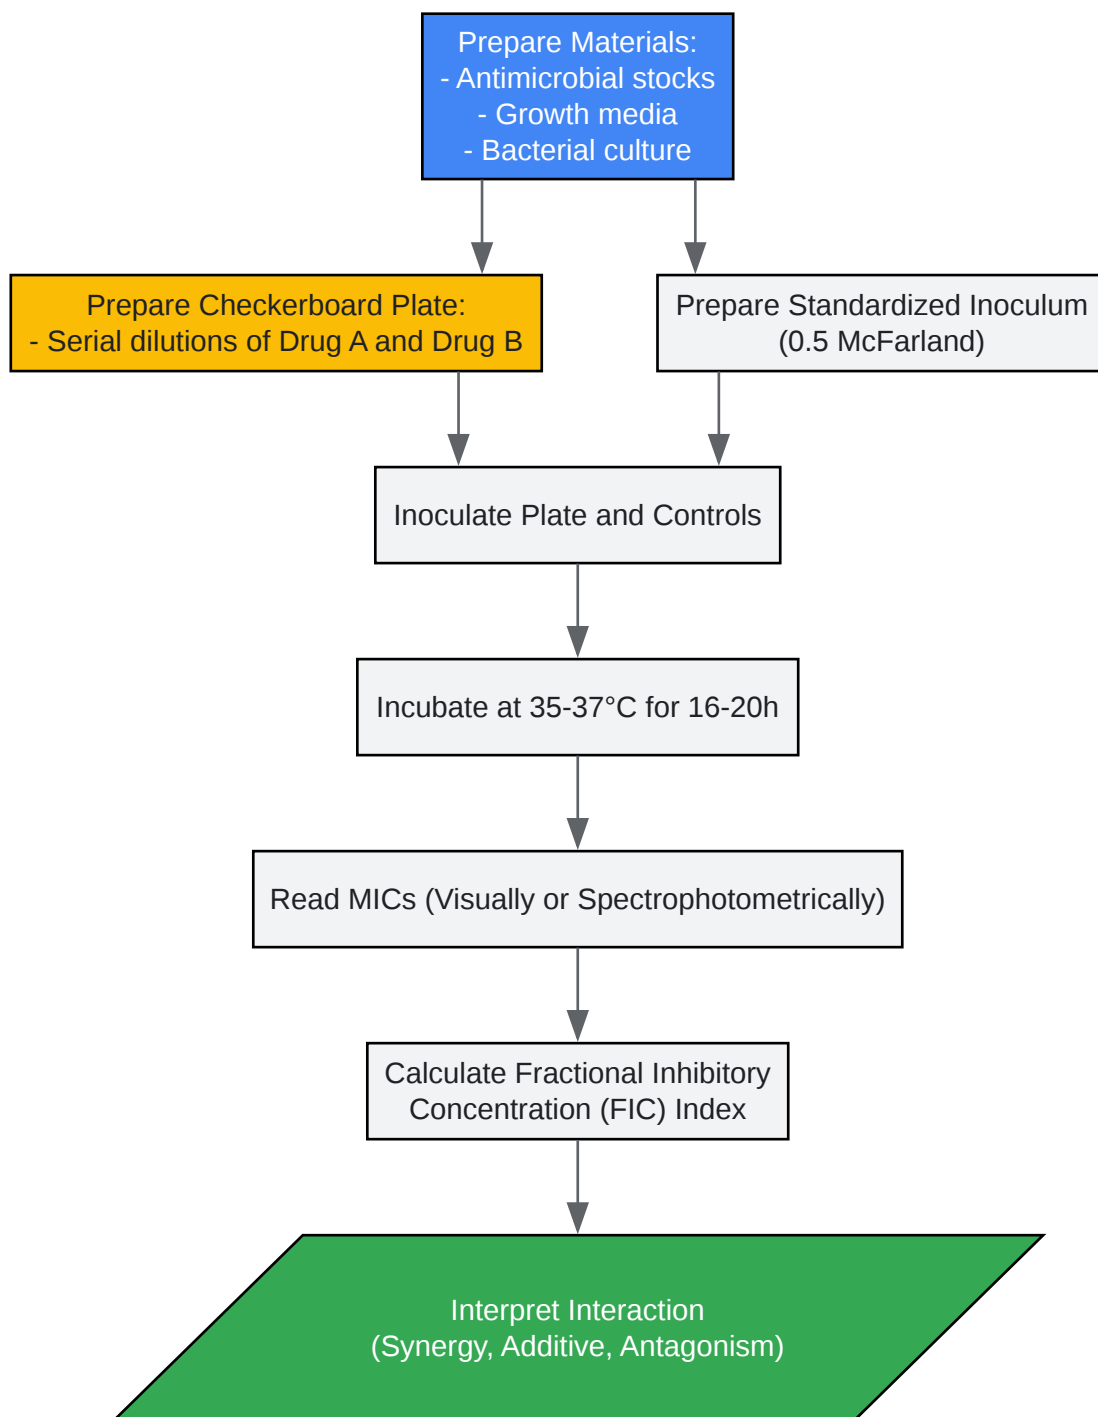 Prepare Materials:
- Antimicrobial stocks
- Growth media
- Bacterial culture
Prepare Checkerboard Plate:
- Serial dilutions of Drug A and Drug B
Prepare Standardized Inoculum
(0.5 McFarland)
Inoculate Plate and Controls
Incubate at 35-37°C for 16-20h
Read MICs (Visually or Spectrophotometrically)
Calculate Fractional Inhibitory
Concentration (FIC) Index
Interpret Interaction
(Synergy, Additive, Antagonism)